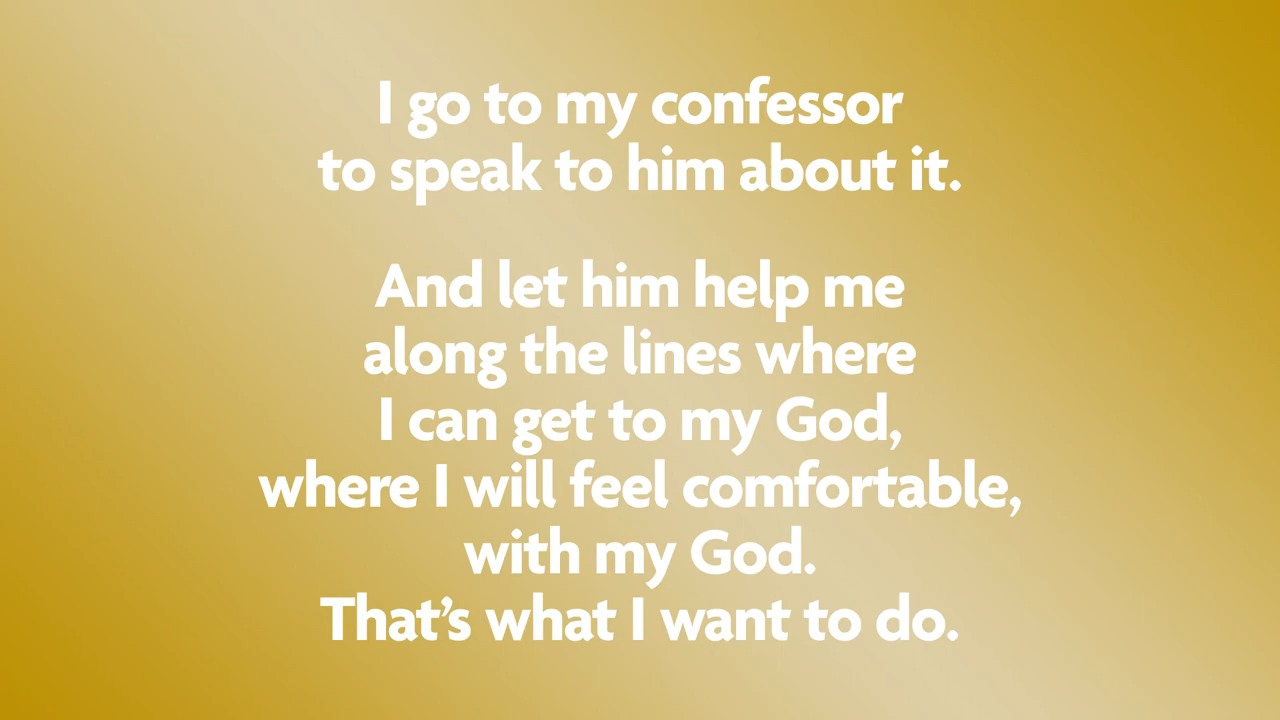 I go to my confessor
to speak to him about it.
And let him help me
along the lines where
I can get to my God,
where I will feel comfortable,
with my God.
That’s what I want to do.